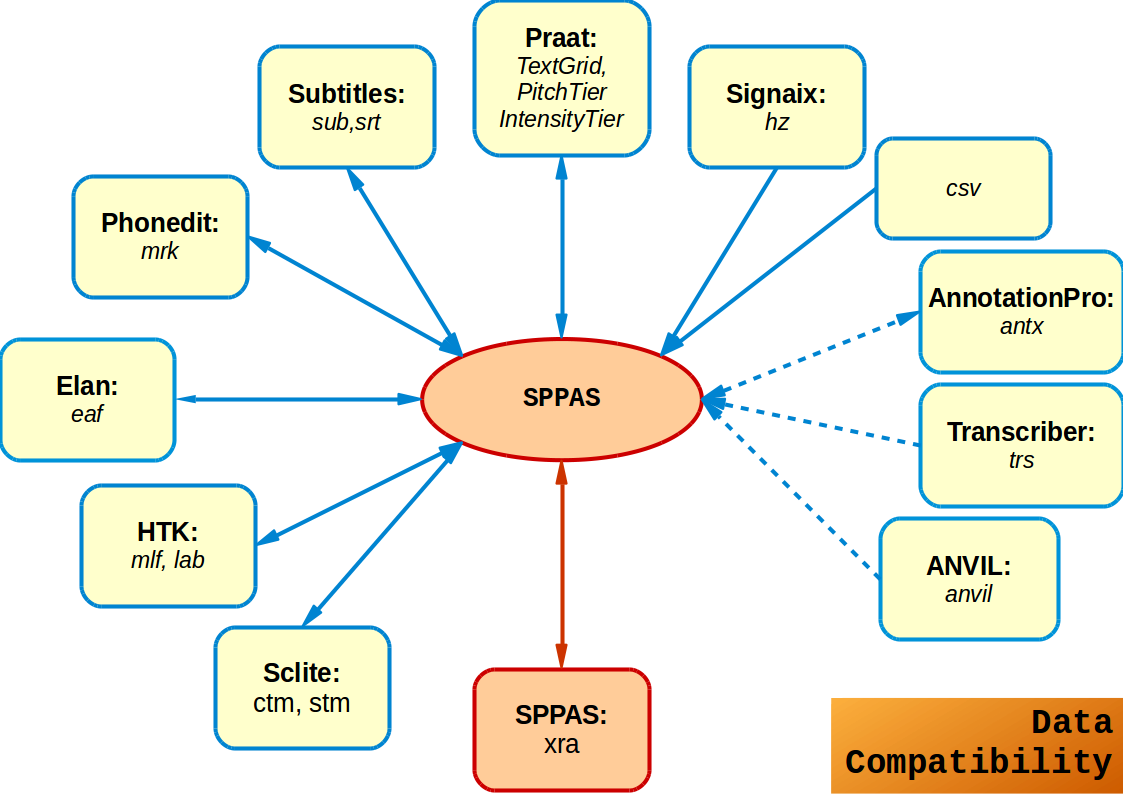 Praat:
TextGrid,
PitchTier
IntensityTier
Subtitles:
sub,srt
Signaix:
hz
csv
Phonedit:
mrk
AnnotationPro:
antx
Elan:
eaf
SPPAS
Transcriber:
trs
HTK:
mlf, lab
ANVIL:
anvil
Sclite:
ctm, stm
SPPAS:
xra
Data
Compatibility